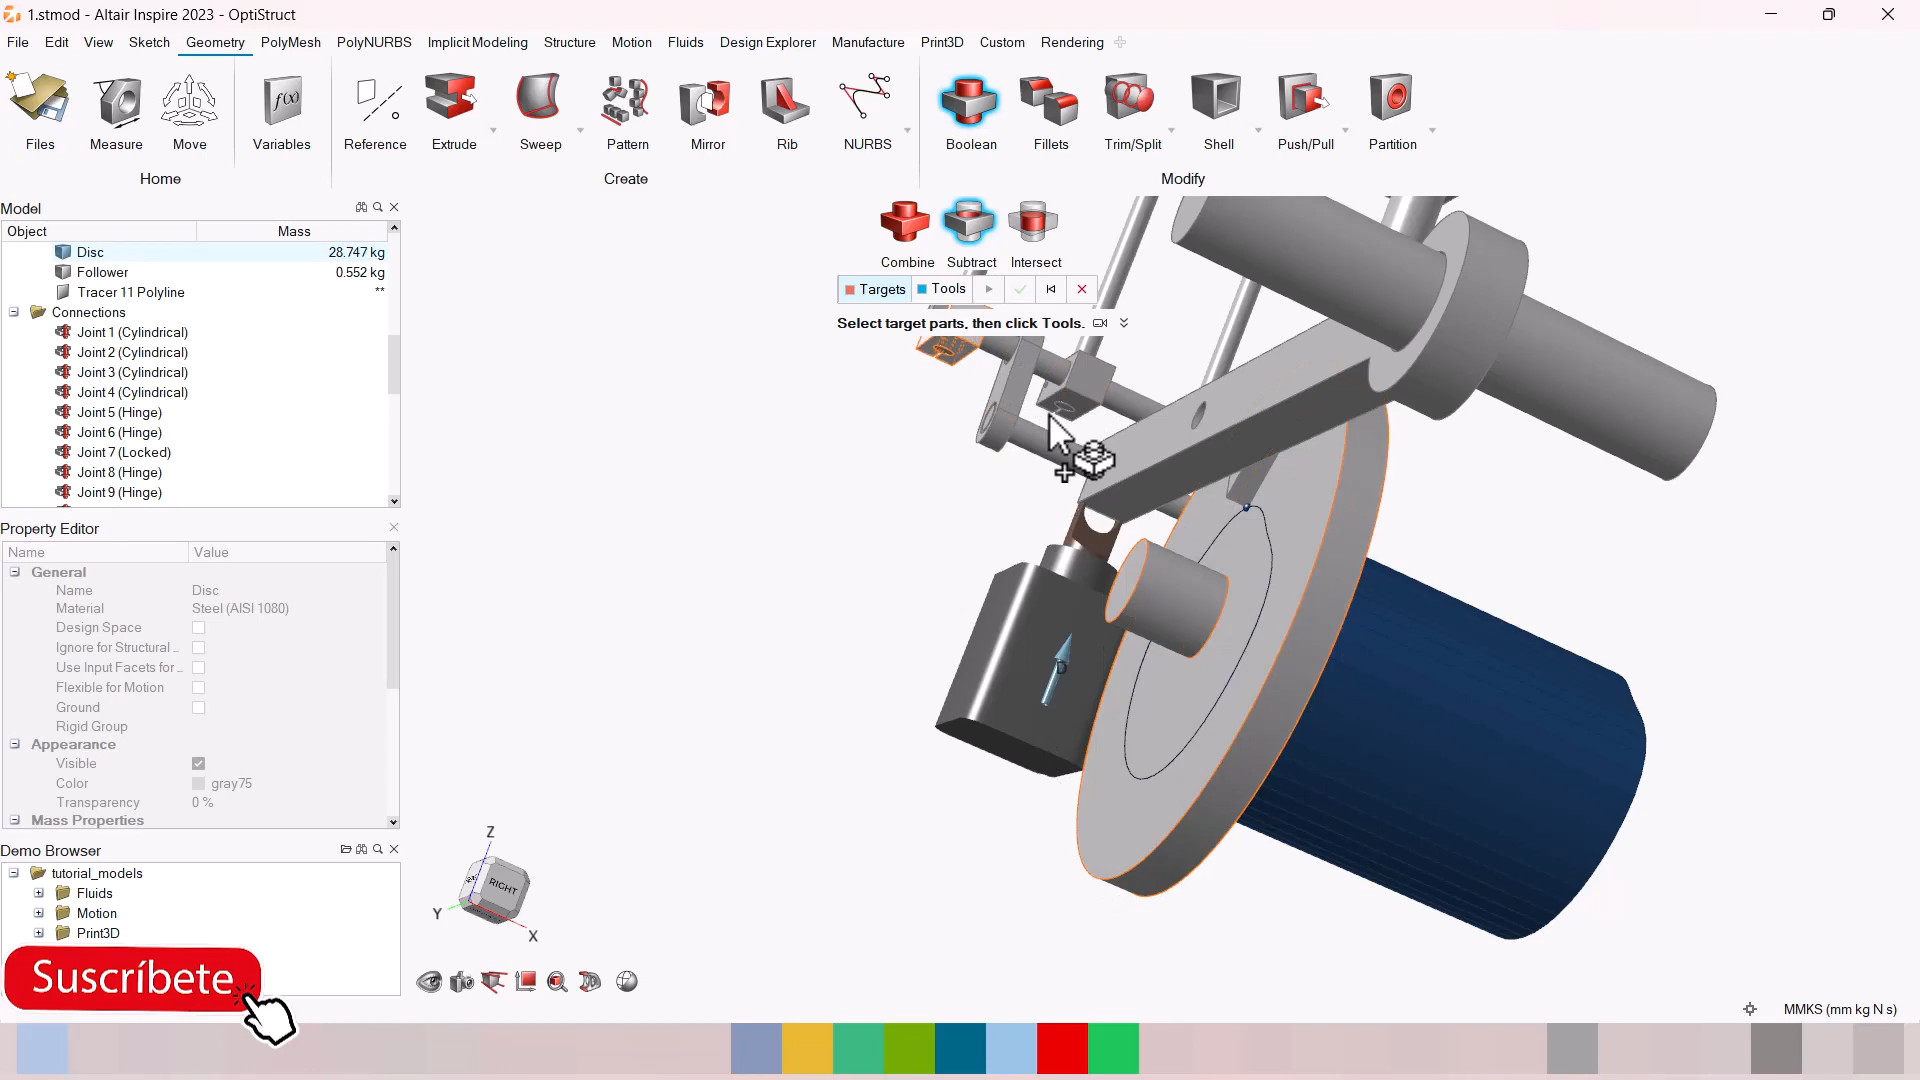 1.stmod - Altair Inspire 2023 - OptiStruct
File Edit View Sketch Geometry PolyMesh PolyNURBS Implicit Modeling Structure Motion Fluids Design Explorer Manufacture Print3D Custom Rendering
f(x)
Files Measure Move Variables Reference Extrude Sweep Pattern Mirror Rib NURBS Boolean Fillets Trim/Split Shell Push/Pull Partition
Home Create Modify
Model
Object Mass
Disc 28.747 kg
Follower 0.552 kg
Tracer 11 Polyline **
Connections
Joint 1 (Cylindrical)
Joint 2 (Cylindrical)
Joint 3 (Cylindrical)
Joint 4 (Cylindrical)
Joint 5 (Hinge)
Joint 6 (Hinge)
Joint 7 (Locked)
Joint 8 (Hinge)
Joint 9 (Hinge)
Combine Subtract Intersect
Targets Tools
Select target parts, then click Tools.
Property Editor
Name Value
General
Name Disc
Material Steel (AISI 1080)
Design Space
Ignore for Structural ...
Use Input Facets for ...
Flexible for Motion
Ground
Rigid Group
Appearance
Visible
Color gray75
Transparency 0 %
Mass Properties
Demo Browser
tutorial_models
Fluids
Motion
Print3D
Suscríbete
Z
RIGHT
Y
X
MMKS (mm kg N s)